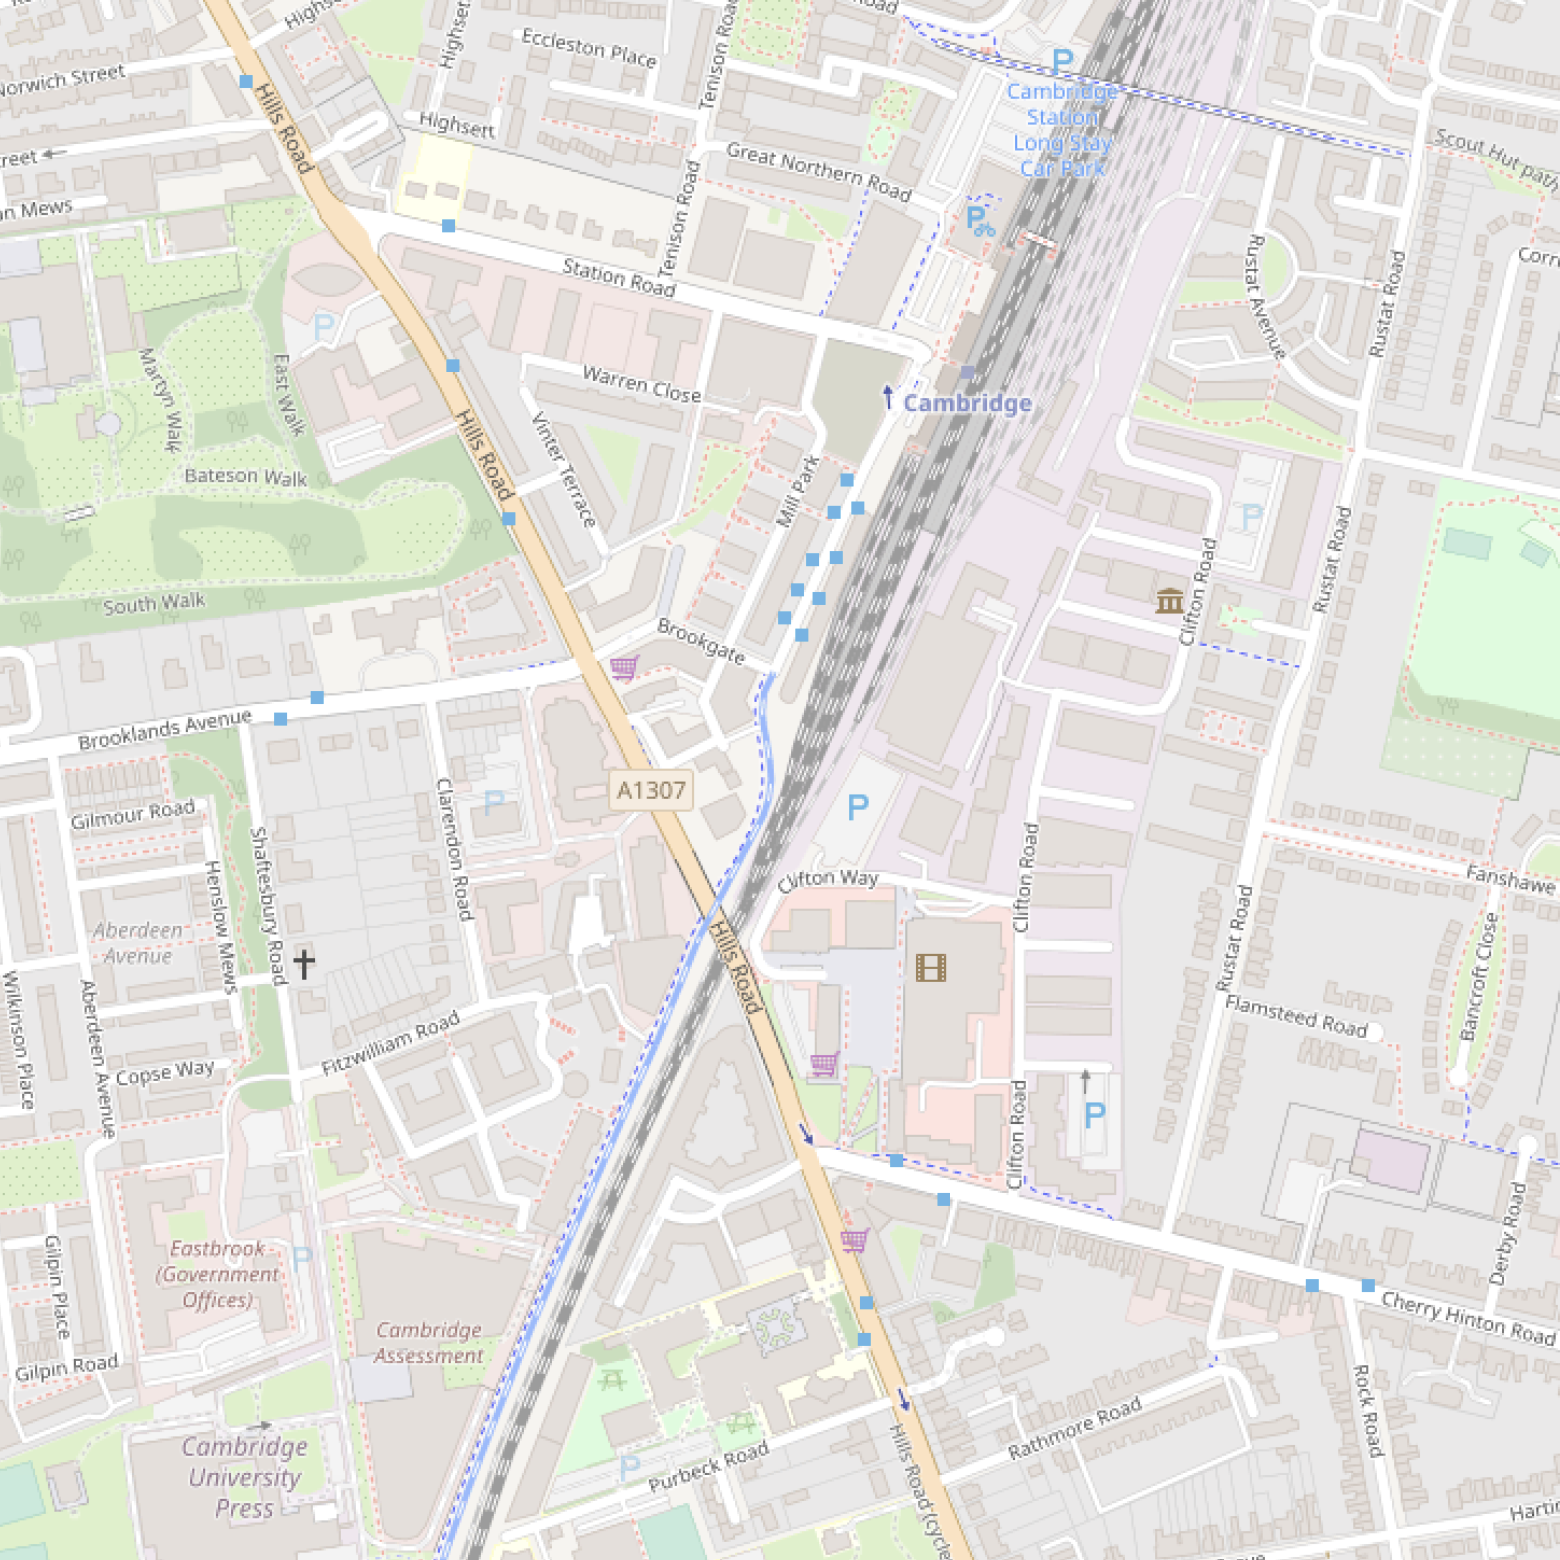 Highsett
Eccleston Place
Tenison Road
Road
Norwich Street
Hills Road
Highsett
P
Cambridge
Station
Long Stay
Car Park
Scout Hut path
Great Northern Road
Tenison Road
P
Station Road
Rustat Avenue
Rustat Road
P
Martyn Walk
East Walk
Warren Close
Cambridge
Hills Road
Vinter Terrace
Bateson Walk
Mill Park
P
Clifton Road
Rustat Road
South Walk
Brookgate
Brooklands Avenue
A1307
P
P
Gilmour Road
Clarendon Road
Shaftesbury Road
Henslow Mews
Clifton Way
Clifton Road
Fanshawe
Aberdeen
Avenue
Hills Road
Rustat Road
Bancroft Close
Wilkinson Place
Aberdeen Avenue
Flamsteed Road
Fitzwilliam Road
Copse Way
P
Clifton Road
Derby Road
Gilpin Place
Eastbrook
(Government
Offices)
P
Cambridge
Assessment
Cherry Hinton Road
Gilpin Road
Rock Road
Rathmore Road
Hills Road (cycle
Cambridge
University
Press
P
Purbeck Road